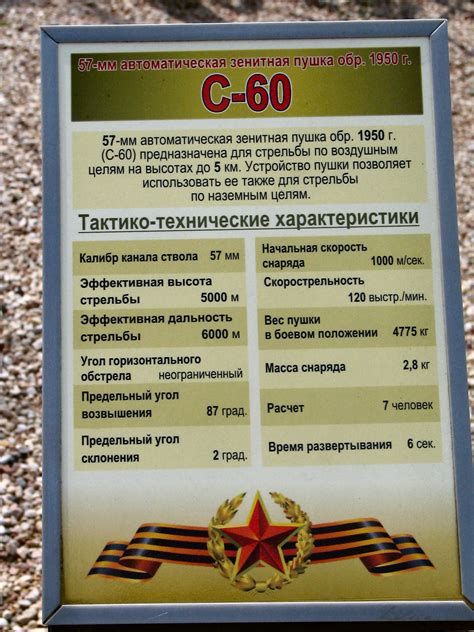 57-мм автоматическая зенитная пушка обр. 1950 г.
С-60
57-мм автоматическая зенитная пушка обр. 1950 г.
(С-60) предназначена для стрельбы по воздушным
целям на высотах до 5 км. Устройство пушки позволяет
использовать ее также для стрельбы
по наземным целям.
Тактико-технические характеристики
Калибр канала ствола 57 мм
Эффективная высота
стрельбы 5000 м
Эффективная дальность
стрельбы 6000 м
Угол горизонтального
обстрела неограниченный
Предельный угол
возвышения 87 град.
Предельный угол
склонения 2 град.
Начальная скорость
снаряда 1000 м/сек.
Скорострельность
120 выстр./мин.
Вес пушки
в боевом положении 4775 кг
Масса снаряда 2,8 кг
Расчет 7 человек
Время развертывания 6 сек.